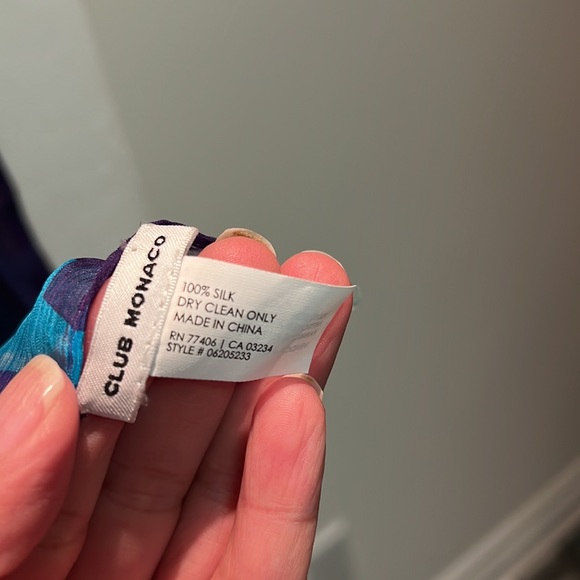 CLUB MONACO
100% SILK
DRY CLEAN ONLY
MADE IN CHINA
RN 77406 | CA 03234
STYLE # 06205233